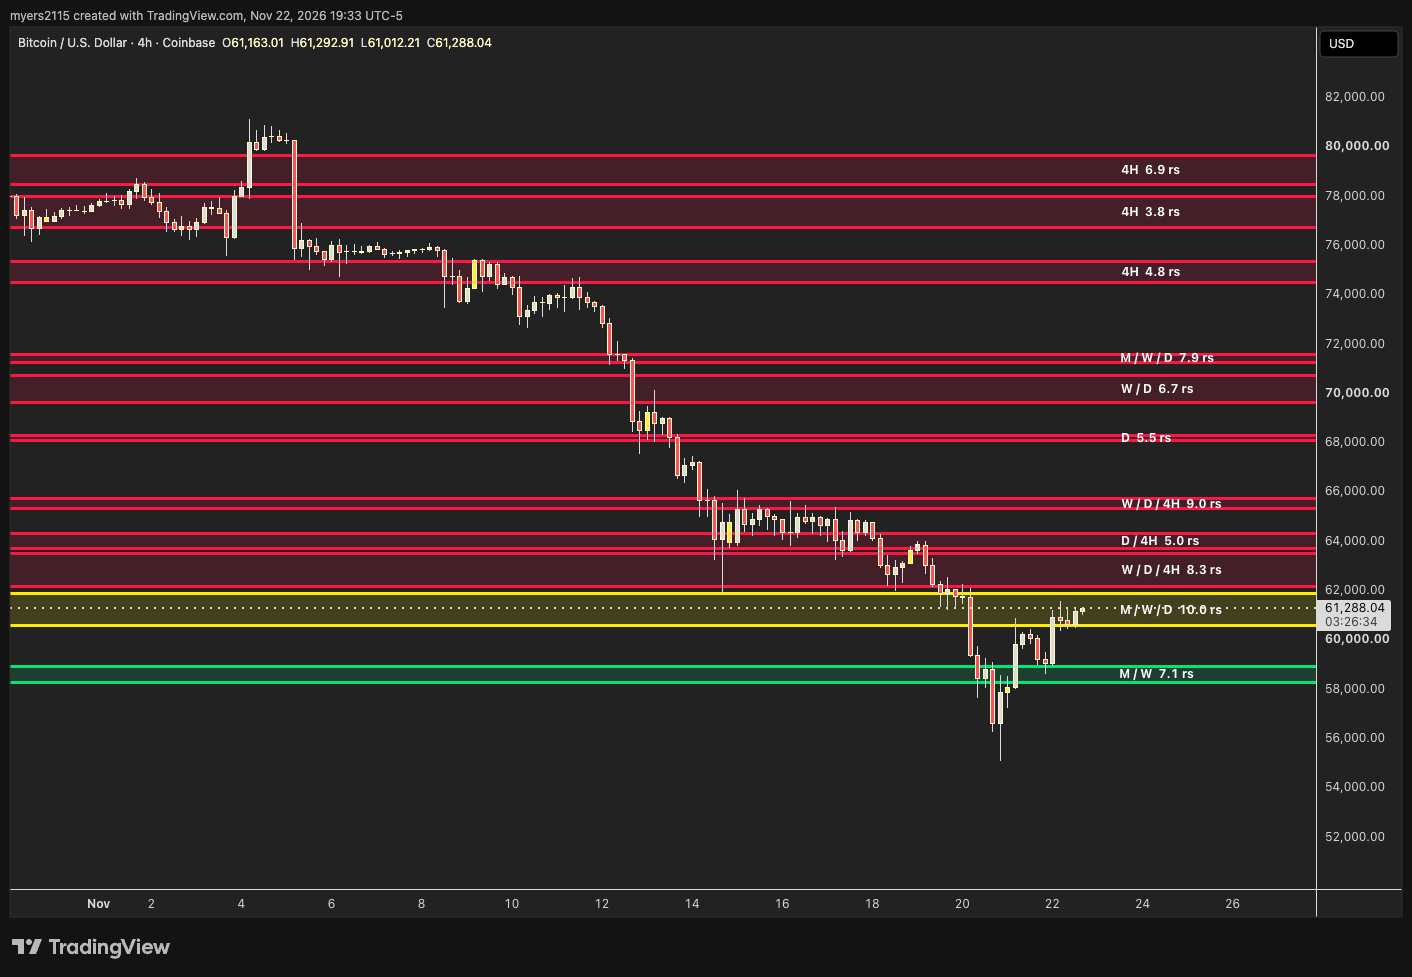 myers2115 created with TradingView.com, Nov 22, 2026 19:33 UTC-5
Bitcoin / U.S. Dollar · 4h · Coinbase O61,163.01 H61,292.91 L61,012.21 C61,288.04
USD
82,000.00
80,000.00
4H 6.9 rs
78,000.00
4H 3.8 rs
76,000.00
4H 4.8 rs
74,000.00
72,000.00
M / W / D 7.9 rs
W / D 6.7 rs
70,000.00
D 5.5 rs
68,000.00
66,000.00
W / D / 4H 9.0 rs
D / 4H 5.0 rs
64,000.00
W / D / 4H 8.3 rs
62,000.00
M / W / D 10.0 rs
61,288.04
03:26:34
60,000.00
M / W 7.1 rs
58,000.00
56,000.00
54,000.00
52,000.00
Nov 2 4 6 8 10 12 14 16 18 20 22 24 26
TradingView